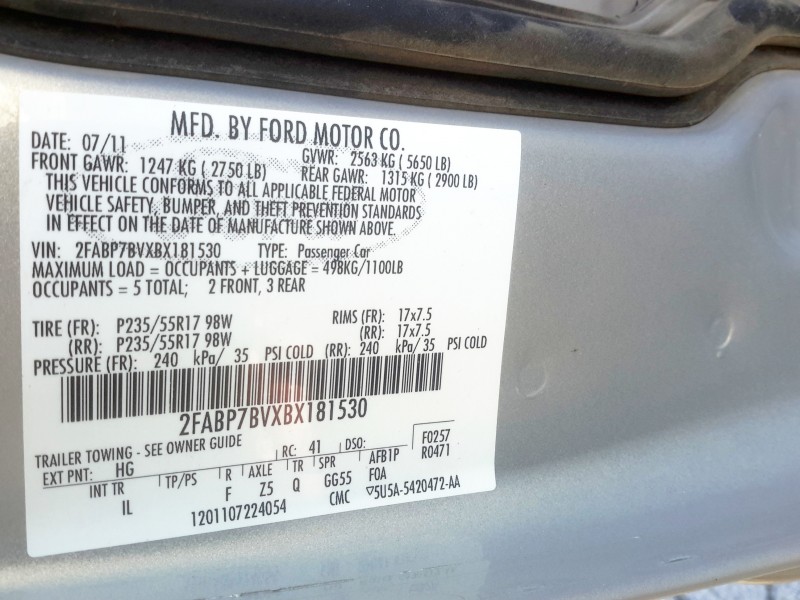 MFD. BY FORD MOTOR CO.
DATE: 07/11
GVWR: 2563 KG ( 5650 LB)
FRONT GAWR: 1247 KG ( 2750 LB)
REAR GAWR: 1315 KG ( 2900 LB)
THIS VEHICLE CONFORMS TO ALL APPLICABLE FEDERAL MOTOR
VEHICLE SAFETY, BUMPER, AND THEFT PREVENTION STANDARDS
IN EFFECT ON THE DATE OF MANUFACTURE SHOWN ABOVE.
VIN: 2FABP7BVXBX181530 TYPE: Passenger Car
MAXIMUM LOAD = OCCUPANTS + LUGGAGE = 498KG/1100LB
OCCUPANTS = 5 TOTAL; 2 FRONT, 3 REAR
TIRE (FR): P235/55R17 98W RIMS (FR): 17x7.5
(RR): P235/55R17 98W (RR): 17x7.5
PRESSURE (FR): 240 kPa/ 35 PSI COLD (RR): 240 kPa/ 35 PSI COLD
2FABP7BVXBX181530
TRAILER TOWING - SEE OWNER GUIDE
F0257
EXT PNT: HG RC: 41 DSO: AFB1P R0471
INT TR TP/PS R AXLE TR SPR F0A
IL F Z5 Q GG55 ▽5U5A-5420472-AA
1201107224054 CMC